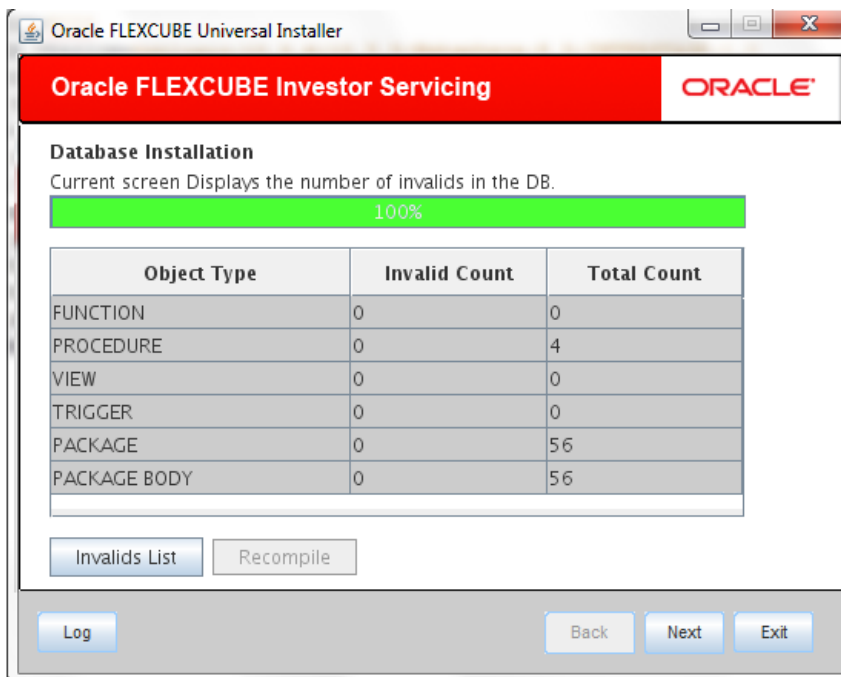 Oracle FLEXCUBE Universal Installer
Oracle FLEXCUBE Investor Servicing ORACLE
Database Installation
Current screen Displays the number of invalids in the DB.
100%
Object Type Invalid Count Total Count
FUNCTION 0 0
PROCEDURE 0 4
VIEW 0 0
TRIGGER 0 0
PACKAGE 0 56
PACKAGE BODY 0 56
Invalids List Recompile
Log Back Next Exit